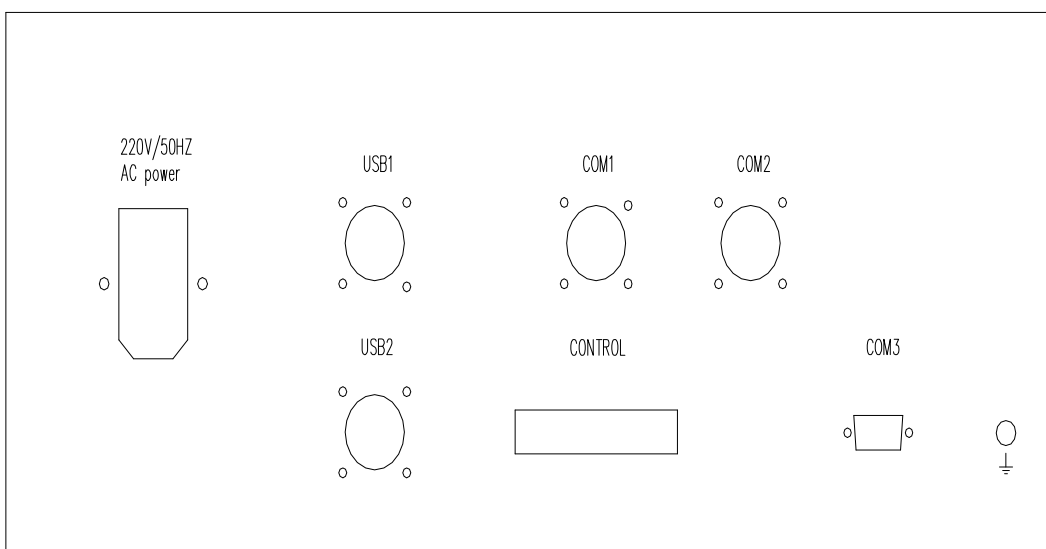 220V/50HZ
AC power
USB1
COM1
COM2
USB2
CONTROL
COM3